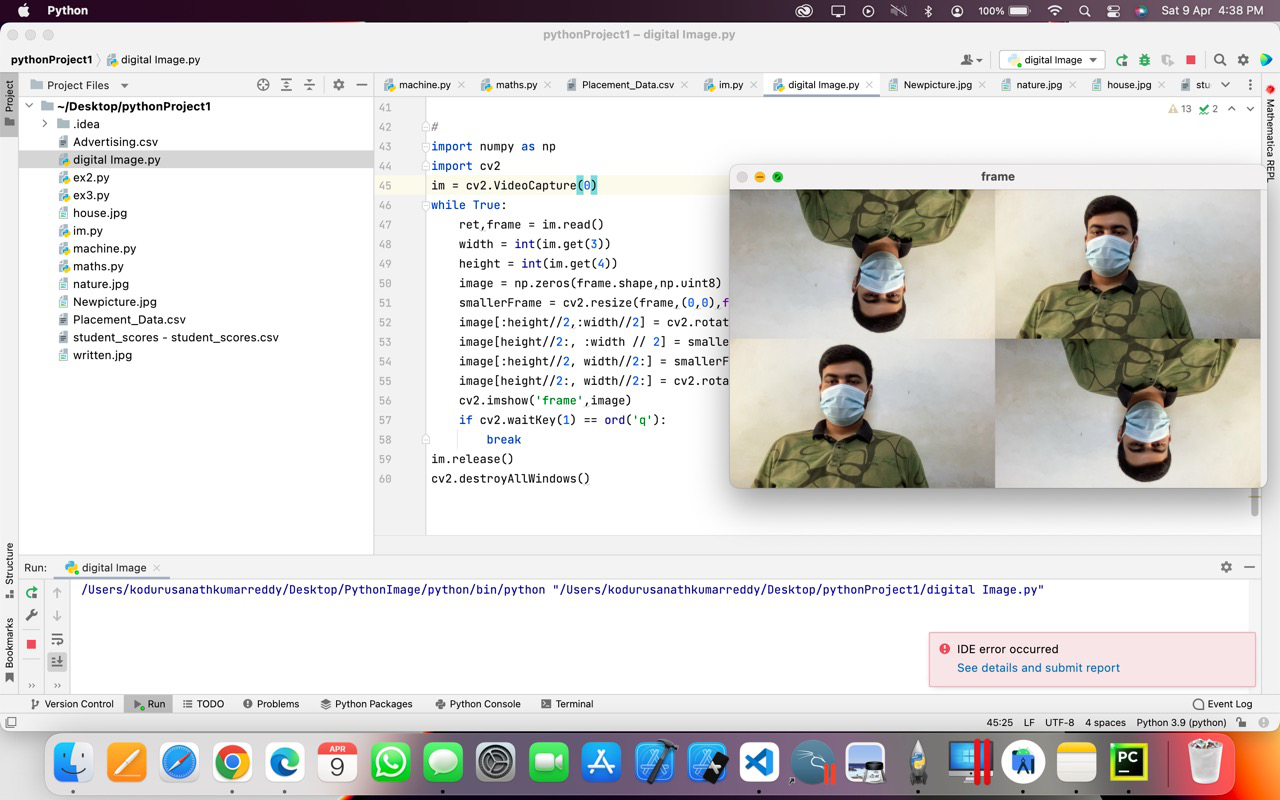 Python
100%
Sat 9 Apr 4:38 PM
pythonProject1 – digital Image.py
pythonProject1
digital Image.py
digital Image
Project
Project Files
machine.py
maths.py
Placement_Data.csv
im.py
digital Image.py
Newpicture.jpg
nature.jpg
house.jpg
stu
~/Desktop/pythonProject1
.idea
Advertising.csv
digital Image.py
ex2.py
ex3.py
house.jpg
im.py
machine.py
maths.py
nature.jpg
Newpicture.jpg
Placement_Data.csv
student_scores - student_scores.csv
written.jpg
13
2
Mathematica REPL
41
42 #
43 import numpy as np
44 import cv2
45 im = cv2.VideoCapture(0)
46 while True:
47 ret,frame = im.read()
48 width = int(im.get(3))
49 height = int(im.get(4))
50 image = np.zeros(frame.shape,np.uint8)
51 smallerFrame = cv2.resize(frame,(0,0),f
52 image[:height//2,:width//2] = cv2.rotat
53 image[height//2:, :width // 2] = smalle
54 image[:height//2, width//2:] = smallerF
55 image[height//2:, width//2:] = cv2.rota
56 cv2.imshow('frame',image)
57 if cv2.waitKey(1) == ord('q'):
58 break
59 im.release()
60 cv2.destroyAllWindows()
frame
Structure
Bookmarks
Run:
digital Image
/Users/kodurusanathkumarreddy/Desktop/PythonImage/python/bin/python "/Users/kodurusanathkumarreddy/Desktop/pythonProject1/digital Image.py"
IDE error occurred
See details and submit report
Version Control
Run
TODO
Problems
Python Packages
Python Console
Terminal
Event Log
45:25
LF
UTF-8
4 spaces
Python 3.9 (python)
APR
9
PC